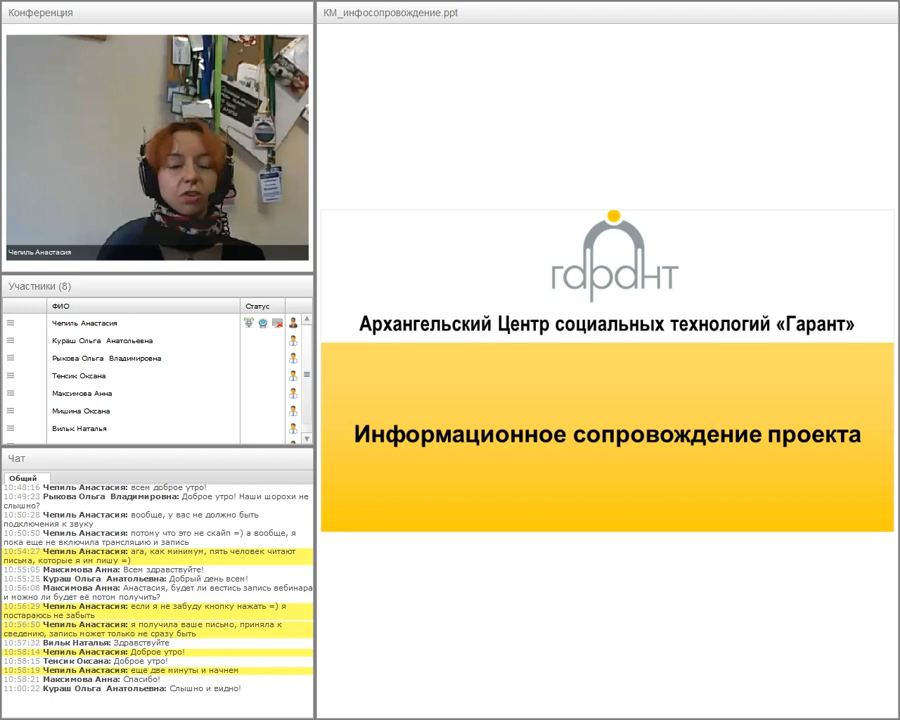 Конференция
Чепиль Анастасия
Участники (8)
ФИО Статус
Чепиль Анастасия
Кураш Ольга Анатольевна
Рыкова Ольга Владимировна
Тенсик Оксана
Максимова Анна
Мишина Оксана
Вильк Наталья
Чат
Общий
10:48:16 Чепиль Анастасия: всем доброе утро!
10:49:23 Рыкова Ольга Владимировна: Доброе утро! Наши шорохи не
слышно?
10:50:28 Чепиль Анастасия: вообще, у вас не должно быть
подключения к звуку
10:50:50 Чепиль Анастасия: потому что это не скайп =) а вообще, я
пока еще не включила трансляцию и запись
10:54:27 Чепиль Анастасия: ага, как минимум, пять человек читают
письма, которые я им пишу =)
10:55:05 Максимова Анна: Всем здравствуйте!
10:55:25 Кураш Ольга Анатольевна: Добрый день всем!
10:56:08 Максимова Анна: Анастасия, будет ли вестись запись вебинара
и можно ли будет её потом получить?
10:56:29 Чепиль Анастасия: если я не забуду кнопку нажать =) я
постараюсь не забыть
10:56:50 Чепиль Анастасия: я получила ваше письмо, приняла к
сведению, запись может только не сразу быть
10:57:32 Вильк Наталья: Здравствуйте
10:58:14 Чепиль Анастасия: Доброе утро!
10:58:15 Тенсик Оксана: Доброе утро!
10:58:19 Чепиль Анастасия: еще две минуты и начнем
10:58:21 Максимова Анна: Спасибо!
11:00:22 Кураш Ольга Анатольевна: Слышно и видно!
КМ_инфосопровождение.ppt
гарант
Архангельский Центр социальных технологий «Гарант»
Информационное сопровождение проекта